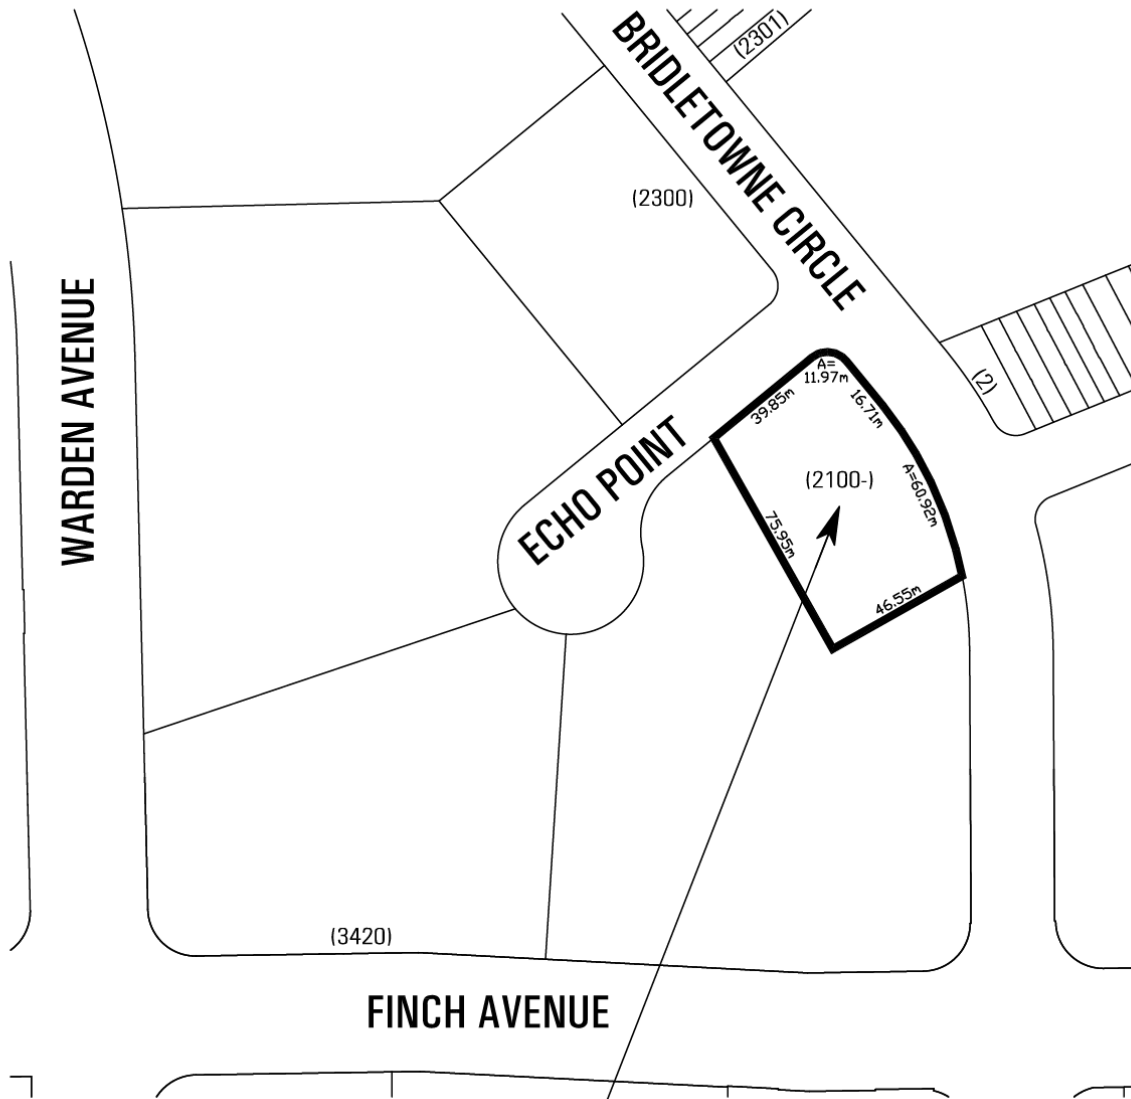 BRIDLETOWNE CIRCLE
(2301)
(2300)
WARDEN AVENUE
A=
11.97m
39.85m
16.71m
(2)
ECHO POINT
(2100-)
A=60.92m
75.95m
46.55m
(3420)
FINCH AVENUE